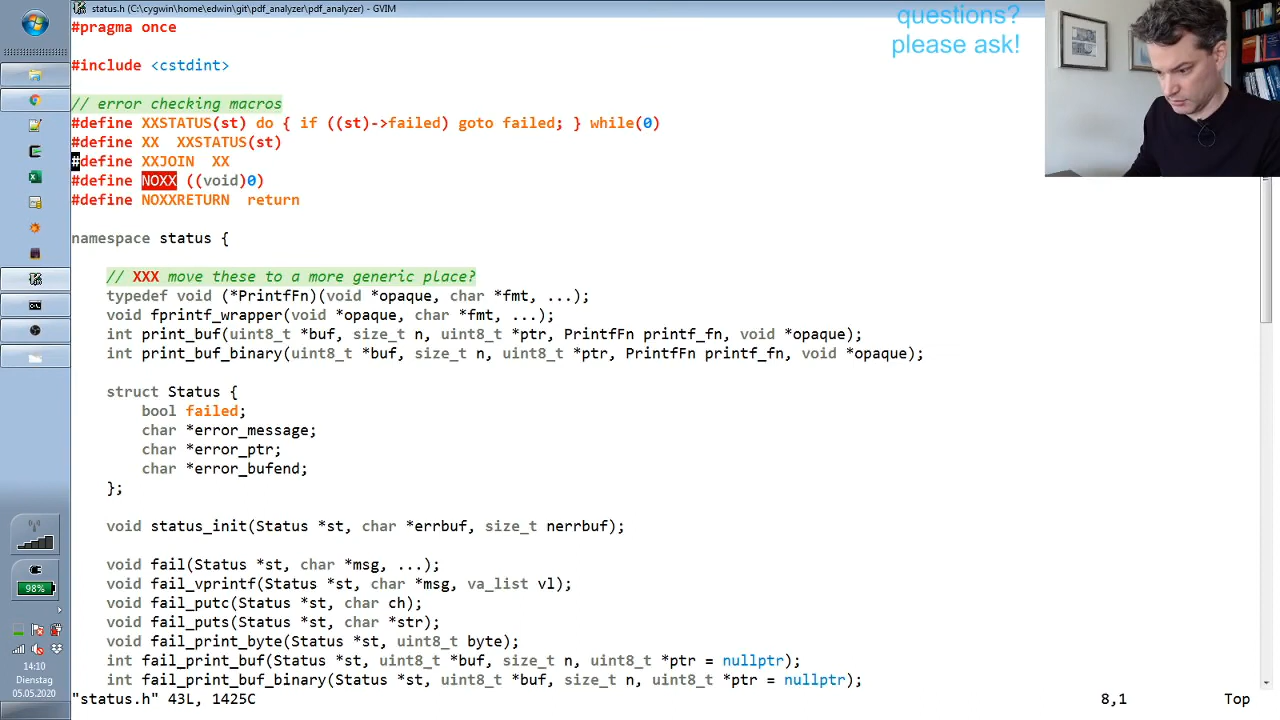 status.h (C:\cygwin\home\edwin\git\pdf_analyzer\pdf_analyzer) - GVIM
questions?
please ask!
#pragma once
#include <cstdint>
// error checking macros
#define XXSTATUS(st) do { if ((st)->failed) goto failed; } while(0)
#define XX  XXSTATUS(st)
#define XXJOIN  XX
#define NOXX ((void)0)
#define NOXXRETURN  return
namespace status {
// XXX move these to a more generic place?
typedef void (*PrintfFn)(void *opaque, char *fmt, ...);
void fprintf_wrapper(void *opaque, char *fmt, ...);
int print_buf(uint8_t *buf, size_t n, uint8_t *ptr, PrintfFn printf_fn, void *opaque);
int print_buf_binary(uint8_t *buf, size_t n, uint8_t *ptr, PrintfFn printf_fn, void *opaque);
struct Status {
bool failed;
char *error_message;
char *error_ptr;
char *error_bufend;
};
void status_init(Status *st, char *errbuf, size_t nerrbuf);
void fail(Status *st, char *msg, ...);
void fail_vprintf(Status *st, char *msg, va_list vl);
void fail_putc(Status *st, char ch);
void fail_puts(Status *st, char *str);
void fail_print_byte(Status *st, uint8_t byte);
int fail_print_buf(Status *st, uint8_t *buf, size_t n, uint8_t *ptr = nullptr);
int fail_print_buf_binary(Status *st, uint8_t *buf, size_t n, uint8_t *ptr = nullptr);
"status.h" 43L, 1425C
8,1
Top
98%
14:10
Dienstag
05.05.2020